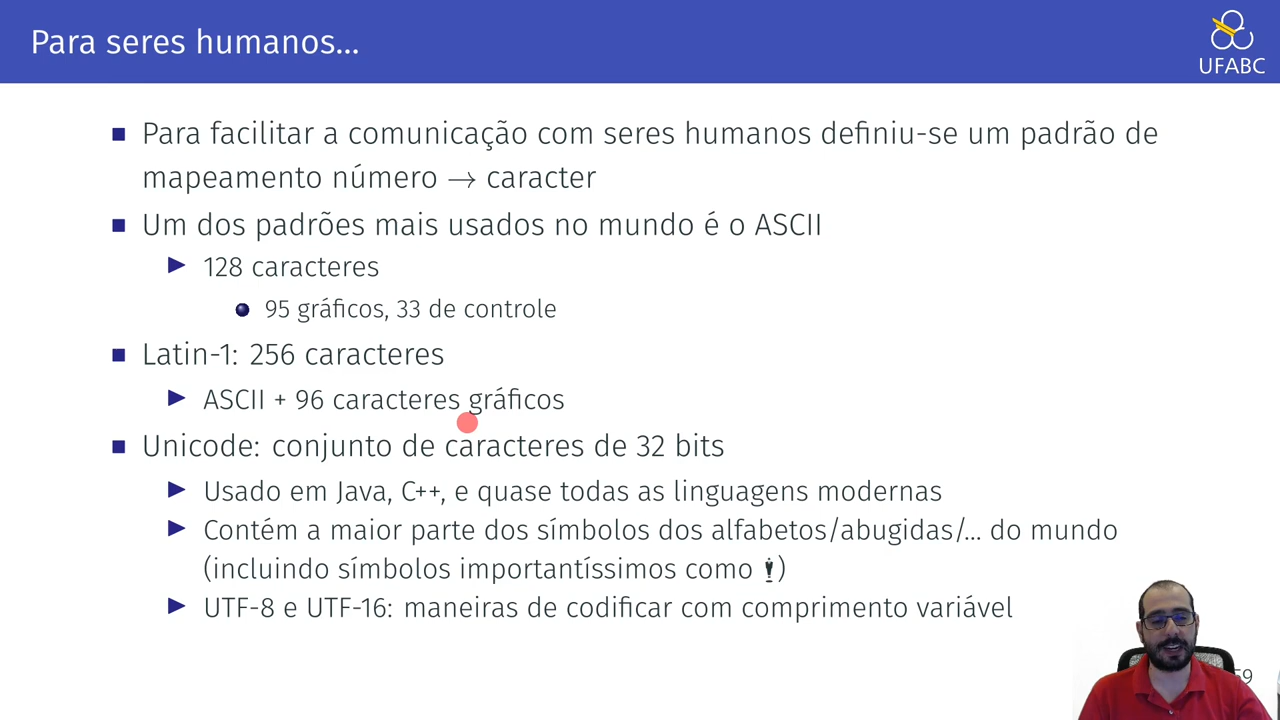 Para seres humanos...
UFABC
Para facilitar a comunicação com seres humanos definiu-se um padrão de
mapeamento número → caracter
Um dos padrões mais usados no mundo é o ASCII
128 caracteres
95 gráficos, 33 de controle
Latin-1: 256 caracteres
ASCII + 96 caracteres gráficos
Unicode: conjunto de caracteres de 32 bits
Usado em Java, C++, e quase todas as linguagens modernas
Contém a maior parte dos símbolos dos alfabetos/abugidas/... do mundo
(incluindo símbolos importantíssimos como )
UTF-8 e UTF-16: maneiras de codificar com comprimento variável
59